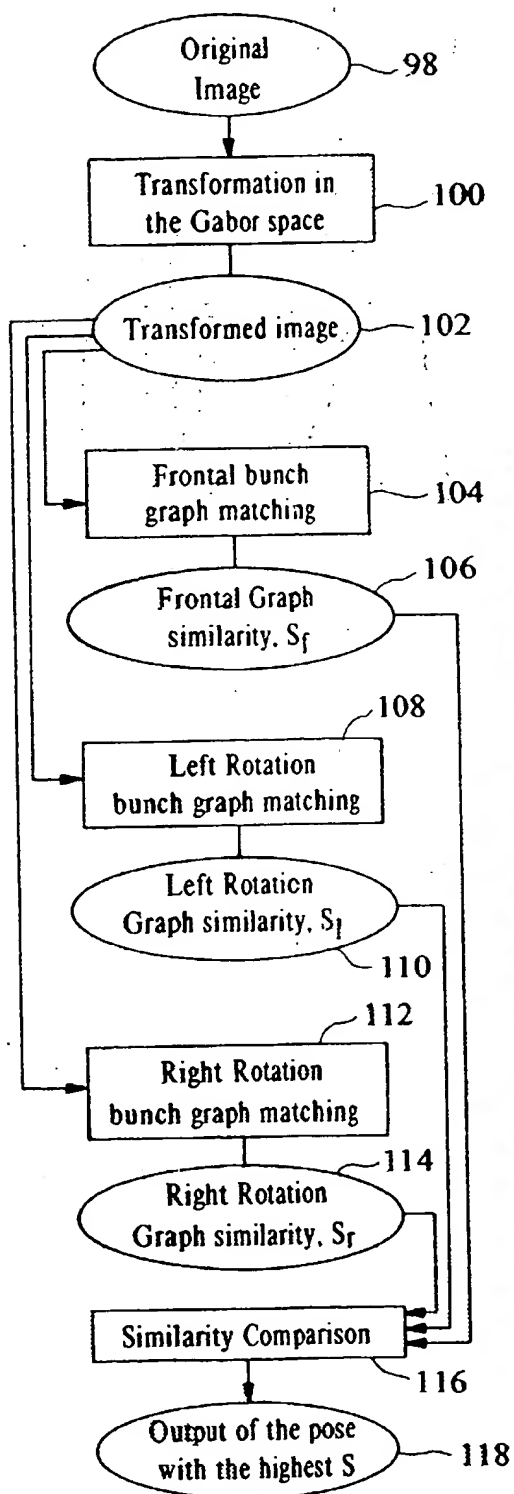 Original
Image
98
Transformation in
the Gabor space
100
Transformed image
102
Frontal bunch
graph matching
104
106
Frontal Graph
similarity, Sf
108
Left Rotation
bunch graph matching
Left Rotation
Graph similarity, Sl
110
112
Right Rotation
bunch graph matching
114
Right Rotation
Graph similarity, Sr
Similarity Comparison
116
Output of the pose
with the highest S
118